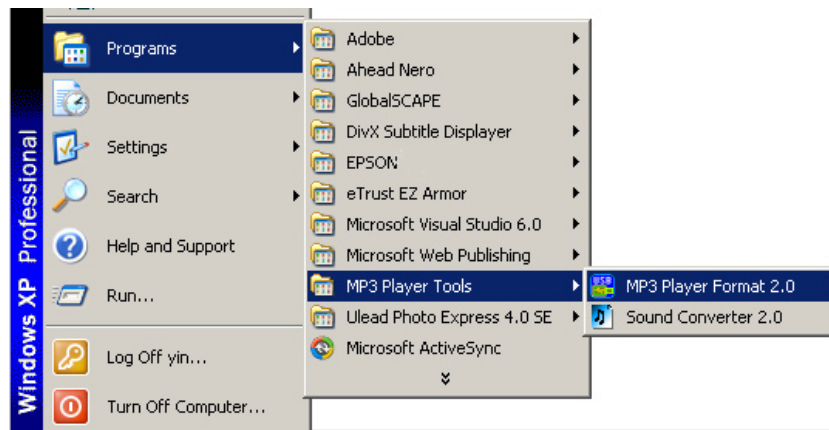 Windows XP Professional
Programs
Documents
Settings
Search
Help and Support
Run...
Log Off yin...
Turn Off Computer...
Adobe
Ahead Nero
GlobalSCAPE
DivX Subtitle Displayer
EPSON
eTrust EZ Armor
Microsoft Visual Studio 6.0
Microsoft Web Publishing
MP3 Player Tools
Ulead Photo Express 4.0 SE
Microsoft ActiveSync
USB
MP3 Player Format 2.0
Sound Converter 2.0